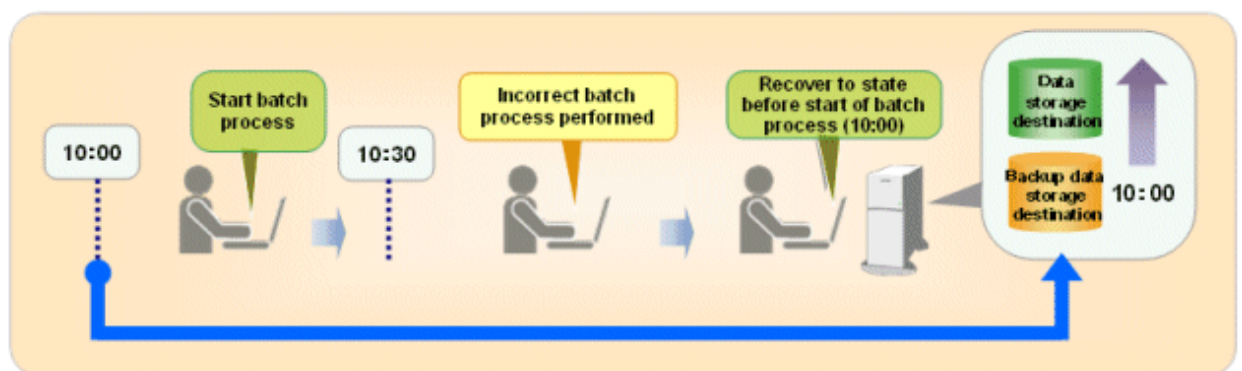 10:00
Start batch
process
10:30
Incorrect batch
process performed
Recover to state
before start of batch
process (10:00)
Data
storage
destination
Backup data
storage
destination
10:00